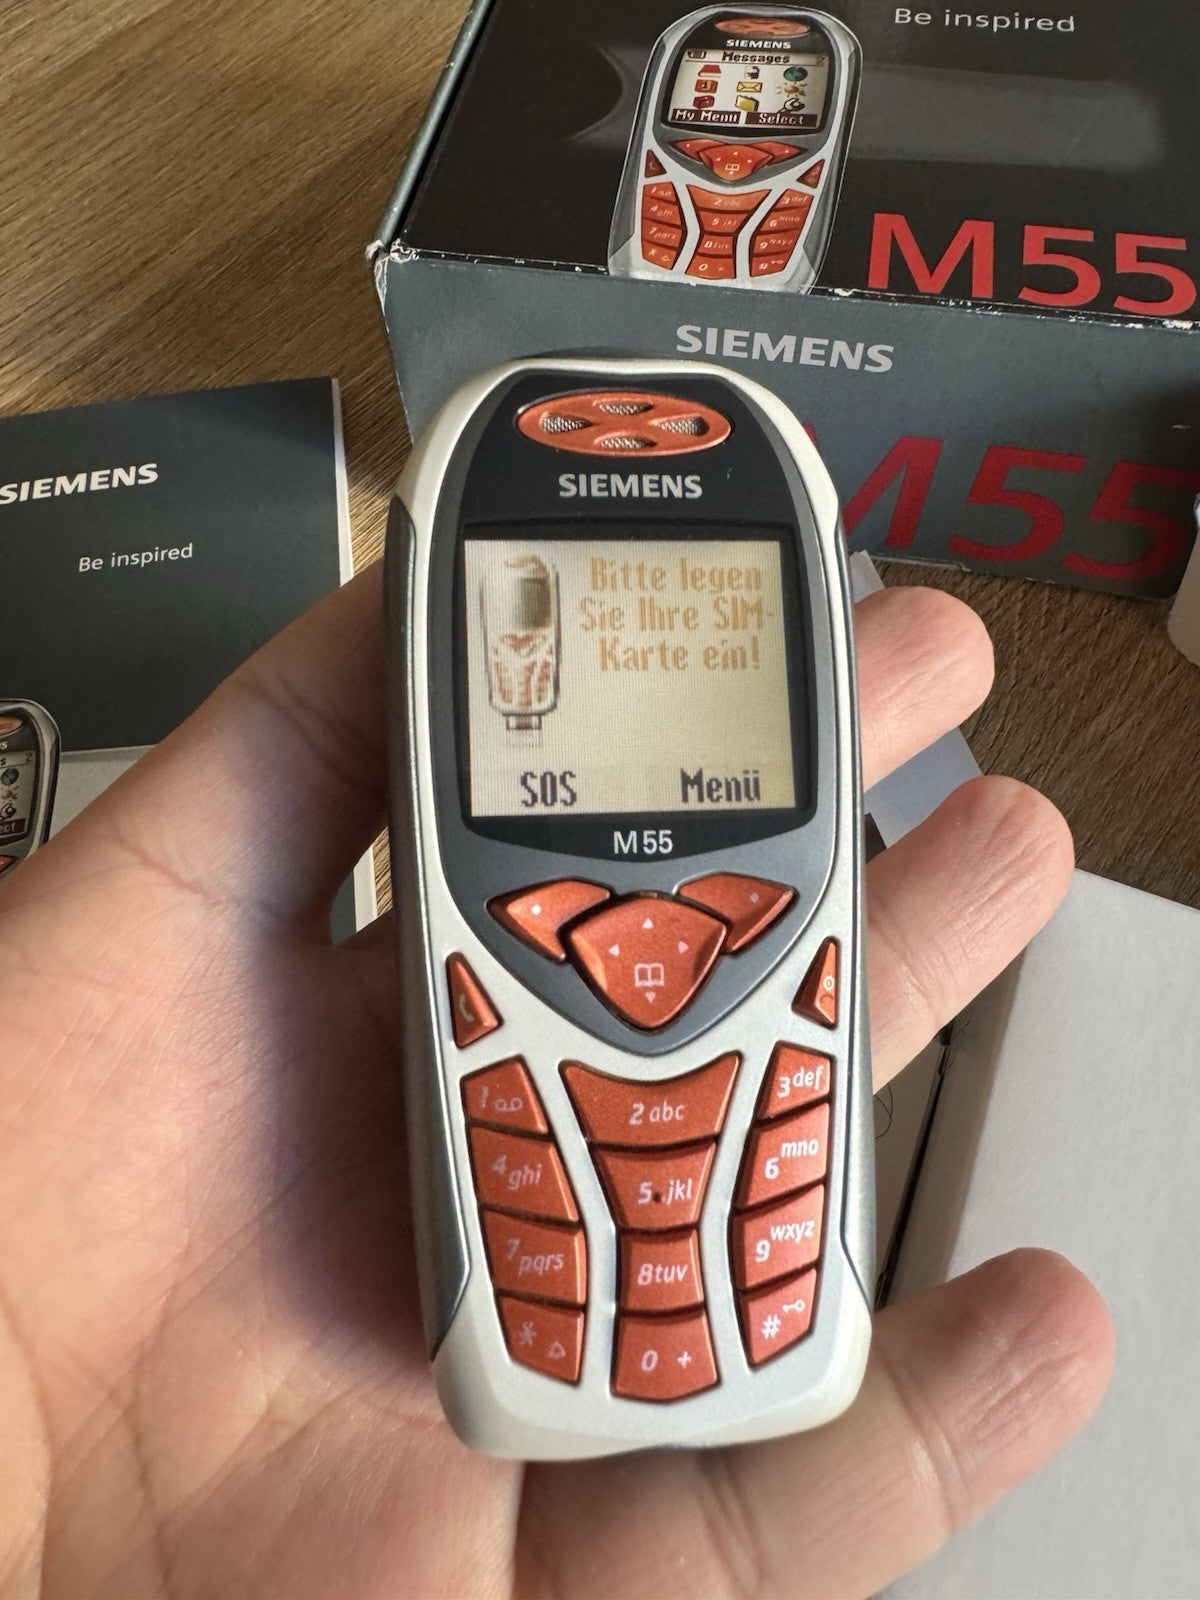 Be inspired
SIEMENS
Messages
My Menu Select
M55
SIEMENS
M55
SIEMENS
Be inspired
SIEMENS
Bitte legen
Sie Ihre SIM-
Karte ein!
SOS Menü
M55
1
2 abc
3 def
4 ghi
5 jkl
6 mno
7 pqrs
8 tuv
9 wxyz
*
0 +
#